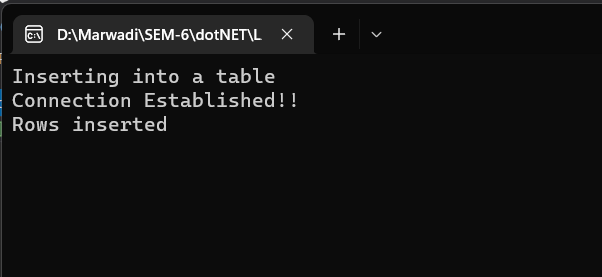 D:\Marwadi\SEM-6\dotNET\L
Inserting into a table
Connection Established!!
Rows inserted